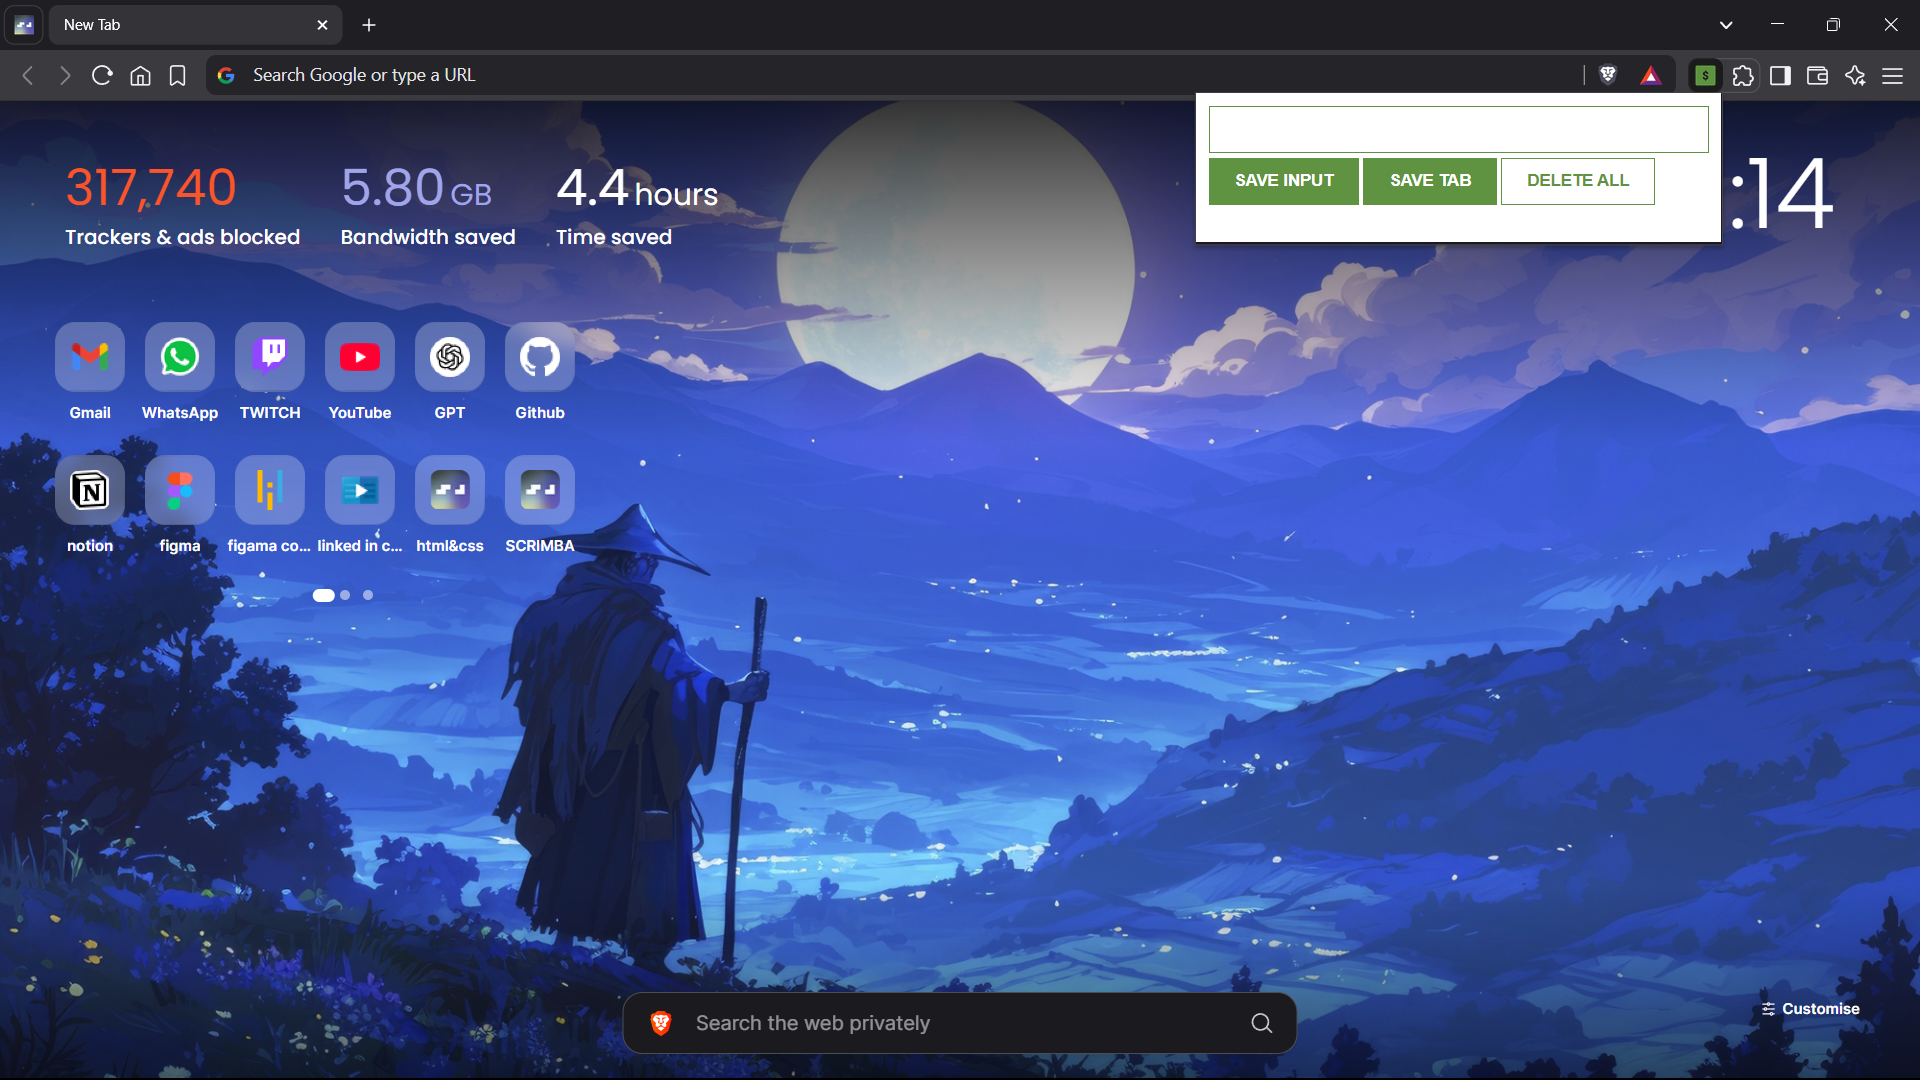 New Tab
Search Google or type a URL
$
SAVE INPUT SAVE TAB DELETE ALL
:14
317,740 5.80 GB 4.4 hours
Trackers & ads blocked Bandwidth saved Time saved
Gmail WhatsApp TWITCH YouTube GPT Github
N
notion figma figama co... linked in c... html&css SCRIMBA
Search the web privately
Customise